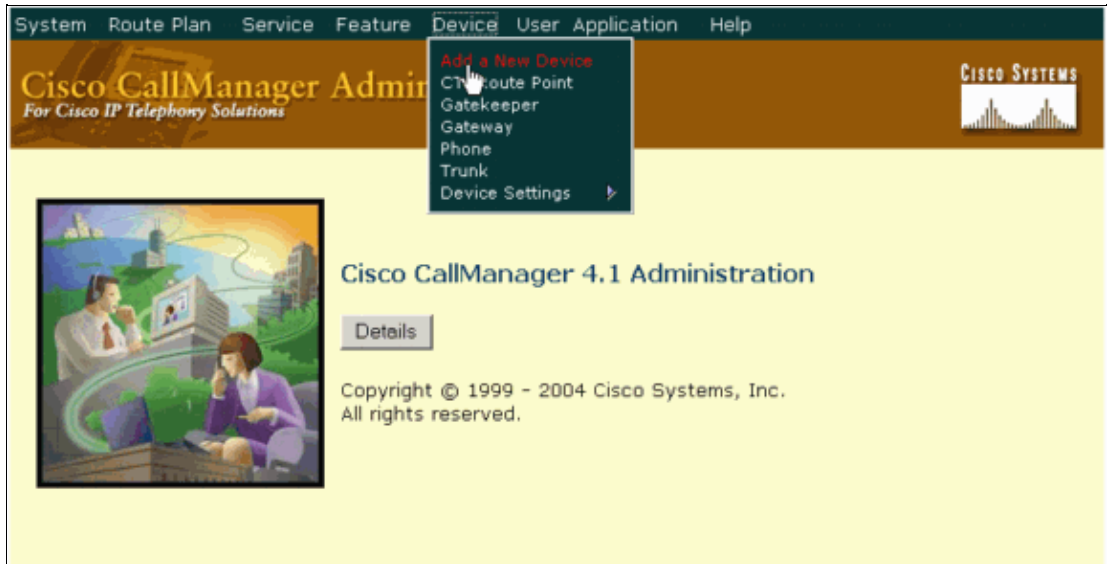 System Route Plan Service Feature Device User Application Help
Cisco CallManager Admin
For Cisco IP Telephony Solutions
CISCO SYSTEMS
Add a New Device
Route Point
Gatekeeper
Gateway
Phone
Trunk
Device Settings
Cisco CallManager 4.1 Administration
Details
Copyright © 1999 - 2004 Cisco Systems, Inc.
All rights reserved.